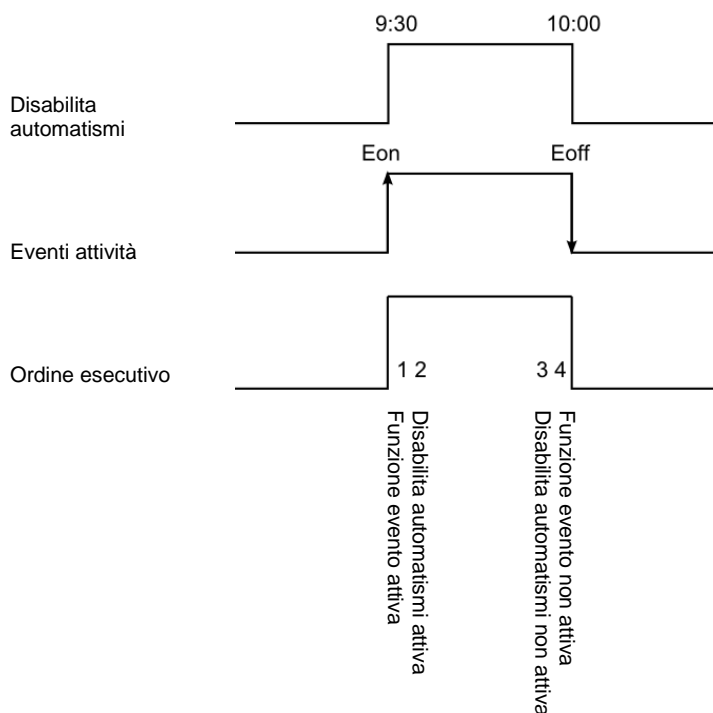 9:30 10:00
Disabilita
automatismi
Eon Eoff
Eventi attività
Ordine esecutivo
1 2 3 4
Funzione evento attiva
Disabilita automatismi attiva
Disabilita automatismi non attiva
Funzione evento non attiva